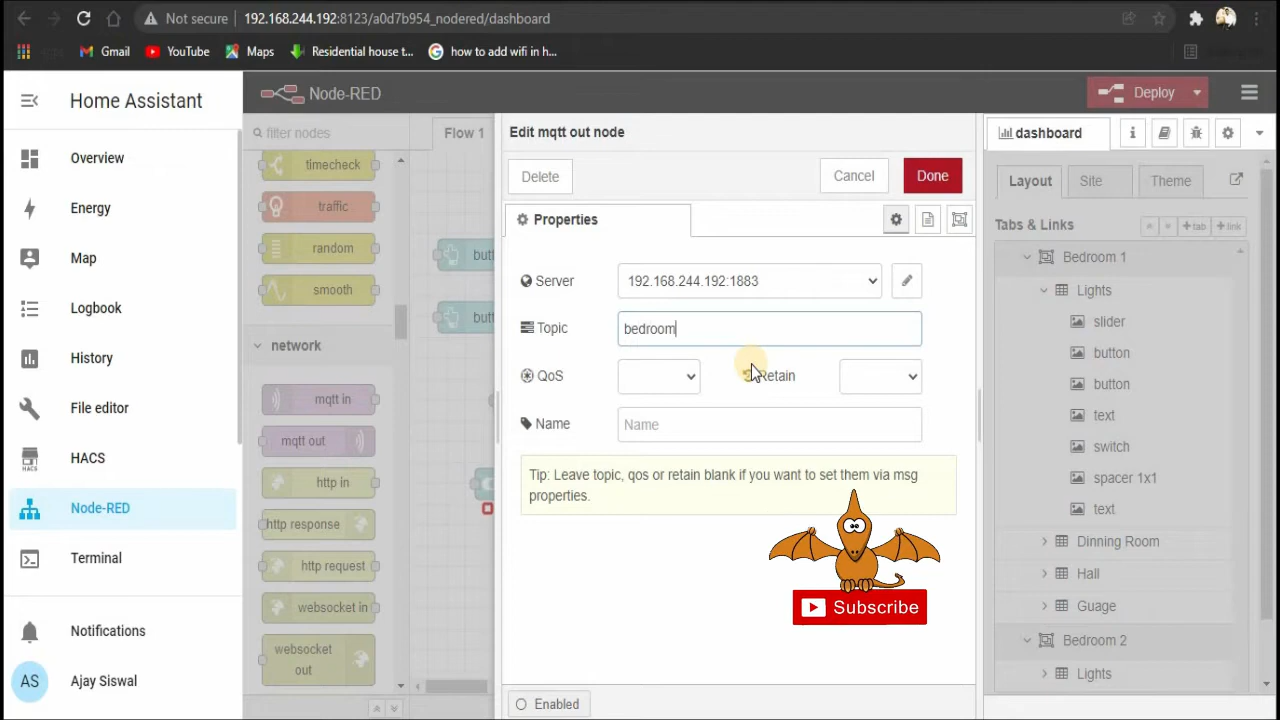 Not secure 192.168.244.192:8123/a0d7b954_nodered/dashboard
Gmail YouTube Maps Residential house t... how to add wifi in h...
Home Assistant
Overview
Energy
Map
Logbook
History
File editor
HACS
HACS
Node-RED
Terminal
Notifications
AS Ajay Siswal
Node-RED
Deploy
filter nodes
timecheck
traffic
random
smooth
network
mqtt in
mqtt out
http in
http response
http request
websocket in
websocket
out
Flow 1
butt
butt
Edit mqtt out node
Delete
Cancel
Done
Properties
Server 192.168.244.192:1883
Topic bedroom
QoS Retain
Name Name
Tip: Leave topic, qos or retain blank if you want to set them via msg
properties.
Subscribe
Enabled
dashboard
i
Layout Site Theme
Tabs & Links
+tab +link
Bedroom 1
Lights
slider
button
button
text
switch
spacer 1x1
text
Dinning Room
Hall
Guage
Bedroom 2
Lights